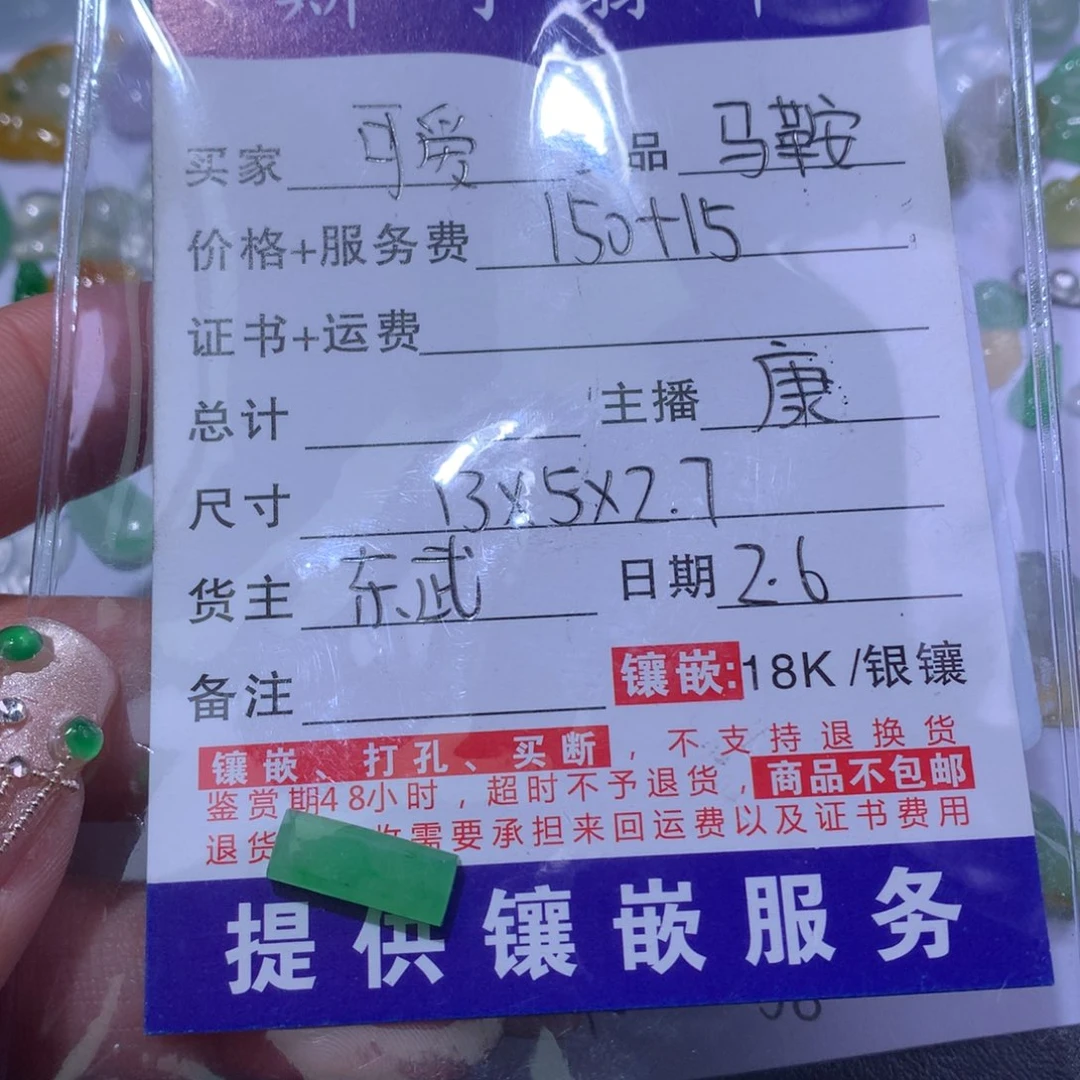 买家 可爱 品 马鞍
价格+服务费 150+15
证书+运费
总计 主播 康
尺寸 13x5x2.7
货主 东武 日期 2.6
备注 镶嵌:18K /银镶
镶嵌、打孔、买断，不支持退换货
鉴赏期48小时，超时不予退货，商品不包邮
退货 需要承担来回运费以及证书费用
提供镶嵌服务